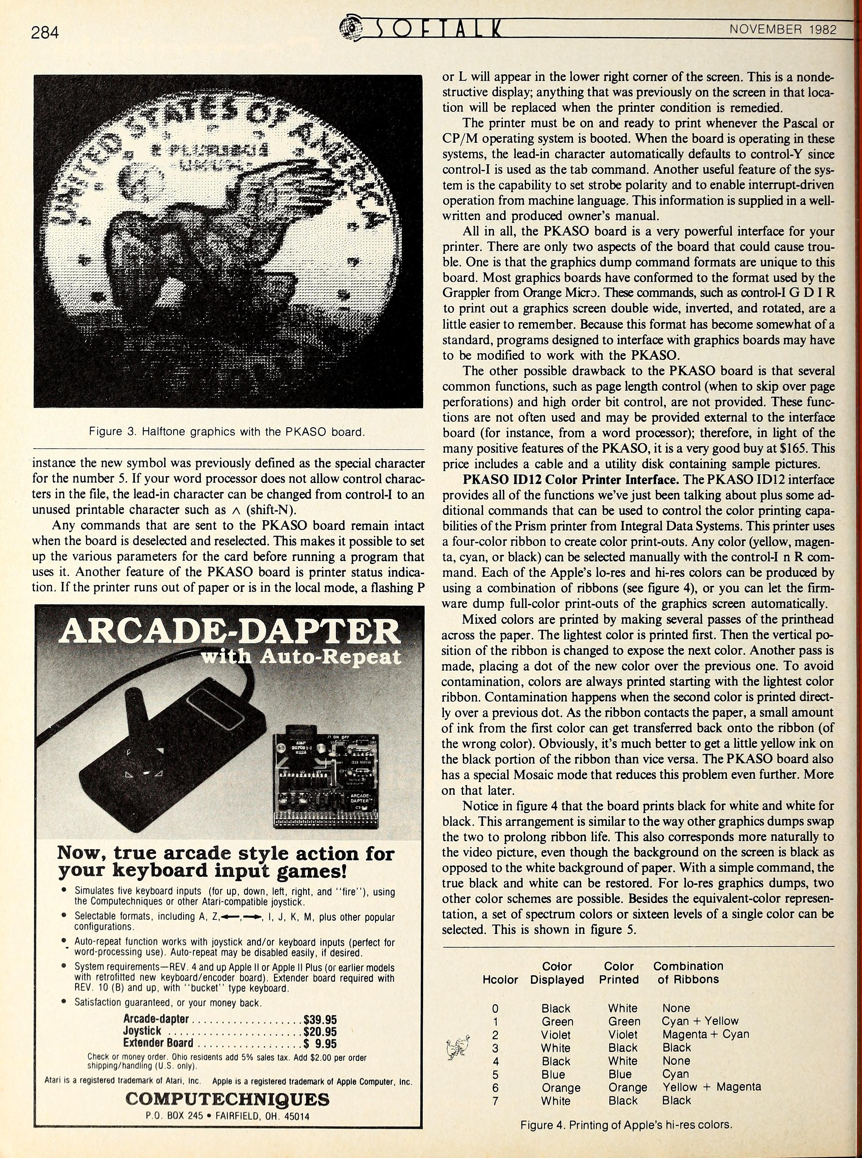 284
SOFTALK
NOVEMBER 1982
UNITED STATES OF AMERICA
E PLURIBUS
UNUM
Figure 3. Halftone graphics with the PKASO board.
instance the new symbol was previously defined as the special character
for the number 5. If your word processor does not allow control charac-
ters in the file, the lead-in character can be changed from control-I to an
unused printable character such as ∧ (shift-N).
Any commands that are sent to the PKASO board remain intact
when the board is deselected and reselected. This makes it possible to set
up the various parameters for the card before running a program that
uses it. Another feature of the PKASO board is printer status indica-
tion. If the printer runs out of paper or is in the local mode, a flashing P
ARCADE-DAPTER
with Auto-Repeat
ARCADE-
DAPTER
Now, true arcade style action for
your keyboard input games!
• Simulates five keyboard inputs (for up, down, left, right, and "fire"), using
the Computechniques or other Atari-compatible joystick.
• Selectable formats, including A, Z, ←, →, I, J, K, M, plus other popular
configurations.
• Auto-repeat function works with joystick and/or keyboard inputs (perfect for
word-processing use). Auto-repeat may be disabled easily, if desired.
• System requirements—REV. 4 and up Apple II or Apple II Plus (or earlier models
with retrofitted new keyboard/encoder board). Extender board required with
REV. 10 (B) and up, with "bucket" type keyboard.
• Satisfaction guaranteed, or your money back.
Arcade-dapter . . . . . . . . . . . . . . . . . . . $39.95
Joystick . . . . . . . . . . . . . . . . . . . . . . . $20.95
Extender Board . . . . . . . . . . . . . . . . . . $ 9.95
Check or money order. Ohio residents add 5% sales tax. Add $2.00 per order
shipping/handling (U.S. only).
Atari is a registered trademark of Atari, Inc. Apple is a registered trademark of Apple Computer, Inc.
COMPUTECHNIQUES
P.O. BOX 245 • FAIRFIELD, OH. 45014
or L will appear in the lower right corner of the screen. This is a nonde-
structive display; anything that was previously on the screen in that loca-
tion will be replaced when the printer condition is remedied.
The printer must be on and ready to print whenever the Pascal or
CP/M operating system is booted. When the board is operating in these
systems, the lead-in character automatically defaults to control-Y since
control-I is used as the tab command. Another useful feature of the sys-
tem is the capability to set strobe polarity and to enable interrupt-driven
operation from machine language. This information is supplied in a well-
written and produced owner's manual.
All in all, the PKASO board is a very powerful interface for your
printer. There are only two aspects of the board that could cause trou-
ble. One is that the graphics dump command formats are unique to this
board. Most graphics boards have conformed to the format used by the
Grappler from Orange Micro. These commands, such as control-I G D I R
to print out a graphics screen double wide, inverted, and rotated, are a
little easier to remember. Because this format has become somewhat of a
standard, programs designed to interface with graphics boards may have
to be modified to work with the PKASO.
The other possible drawback to the PKASO board is that several
common functions, such as page length control (when to skip over page
perforations) and high order bit control, are not provided. These func-
tions are not often used and may be provided external to the interface
board (for instance, from a word processor); therefore, in light of the
many positive features of the PKASO, it is a very good buy at $165. This
price includes a cable and a utility disk containing sample pictures.
PKASO ID12 Color Printer Interface. The PKASO ID12 interface
provides all of the functions we've just been talking about plus some ad-
ditional commands that can be used to control the color printing capa-
bilities of the Prism printer from Integral Data Systems. This printer uses
a four-color ribbon to create color print-outs. Any color (yellow, magen-
ta, cyan, or black) can be selected manually with the control-I n R com-
mand. Each of the Apple's lo-res and hi-res colors can be produced by
using a combination of ribbons (see figure 4), or you can let the firm-
ware dump full-color print-outs of the graphics screen automatically.
Mixed colors are printed by making several passes of the printhead
across the paper. The lightest color is printed first. Then the vertical po-
sition of the ribbon is changed to expose the next color. Another pass is
made, placing a dot of the new color over the previous one. To avoid
contamination, colors are always printed starting with the lightest color
ribbon. Contamination happens when the second color is printed direct-
ly over a previous dot. As the ribbon contacts the paper, a small amount
of ink from the first color can get transferred back onto the ribbon (of
the wrong color). Obviously, it's much better to get a little yellow ink on
the black portion of the ribbon than vice versa. The PKASO board also
has a special Mosaic mode that reduces this problem even further. More
on that later.
Notice in figure 4 that the board prints black for white and white for
black. This arrangement is similar to the way other graphics dumps swap
the two to prolong ribbon life. This also corresponds more naturally to
the video picture, even though the background on the screen is black as
opposed to the white background of paper. With a simple command, the
true black and white can be restored. For lo-res graphics dumps, two
other color schemes are possible. Besides the equivalent-color represen-
tation, a set of spectrum colors or sixteen levels of a single color can be
selected. This is shown in figure 5.
Color Color Combination
Hcolor Displayed Printed of Ribbons
0 Black White None
1 Green Green Cyan + Yellow
2 Violet Violet Magenta + Cyan
3 White Black Black
4 Black White None
5 Blue Blue Cyan
6 Orange Orange Yellow + Magenta
7 White Black Black
Figure 4. Printing of Apple's hi-res colors.